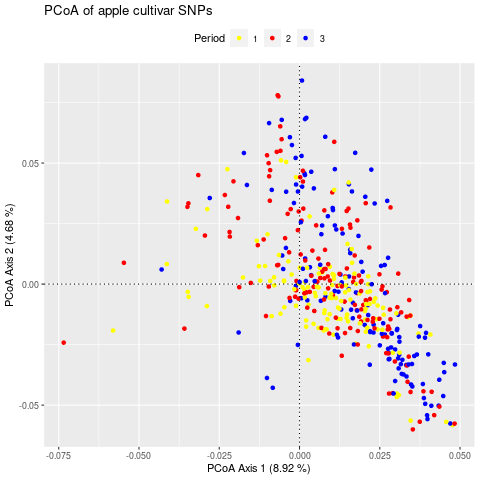 PCoA of apple cultivar SNPs
Period 1 2 3
0.05
0.00
-0.05
PCoA Axis 2 (4.68 %)
-0.075 -0.050 -0.025 0.000 0.025 0.050
PCoA Axis 1 (8.92 %)